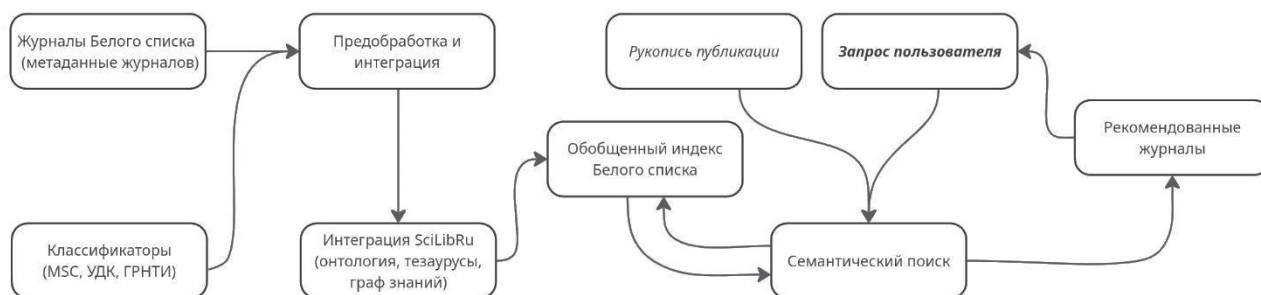 Журналы Белого списка
(метаданные журналов)
Предобработка и
интеграция
Рукопись публикации
Запрос пользователя
Рекомендованные
журналы
Обобщенный индекс
Белого списка
Классификаторы
(MSC, УДК, ГРНТИ)
Интеграция SciLibRu
(онтология, тезаурусы,
граф знаний)
Семантический поиск